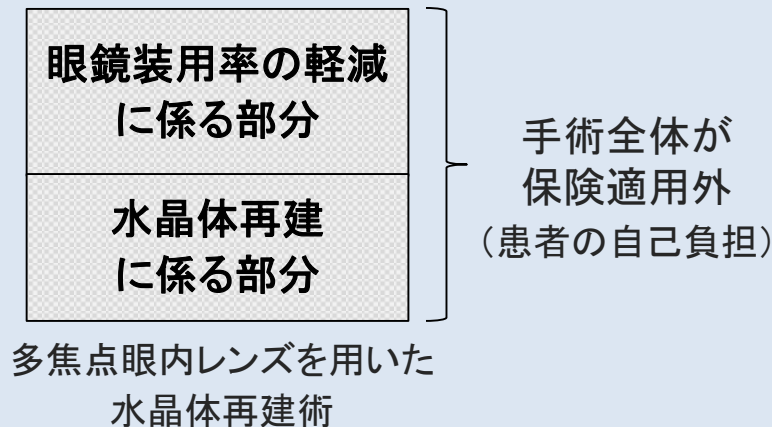 眼鏡装用率の軽減
に係る部分
水晶体再建
に係る部分
手術全体が
保険適用外
（患者の自己負担）
多焦点眼内レンズを用いた
水晶体再建術